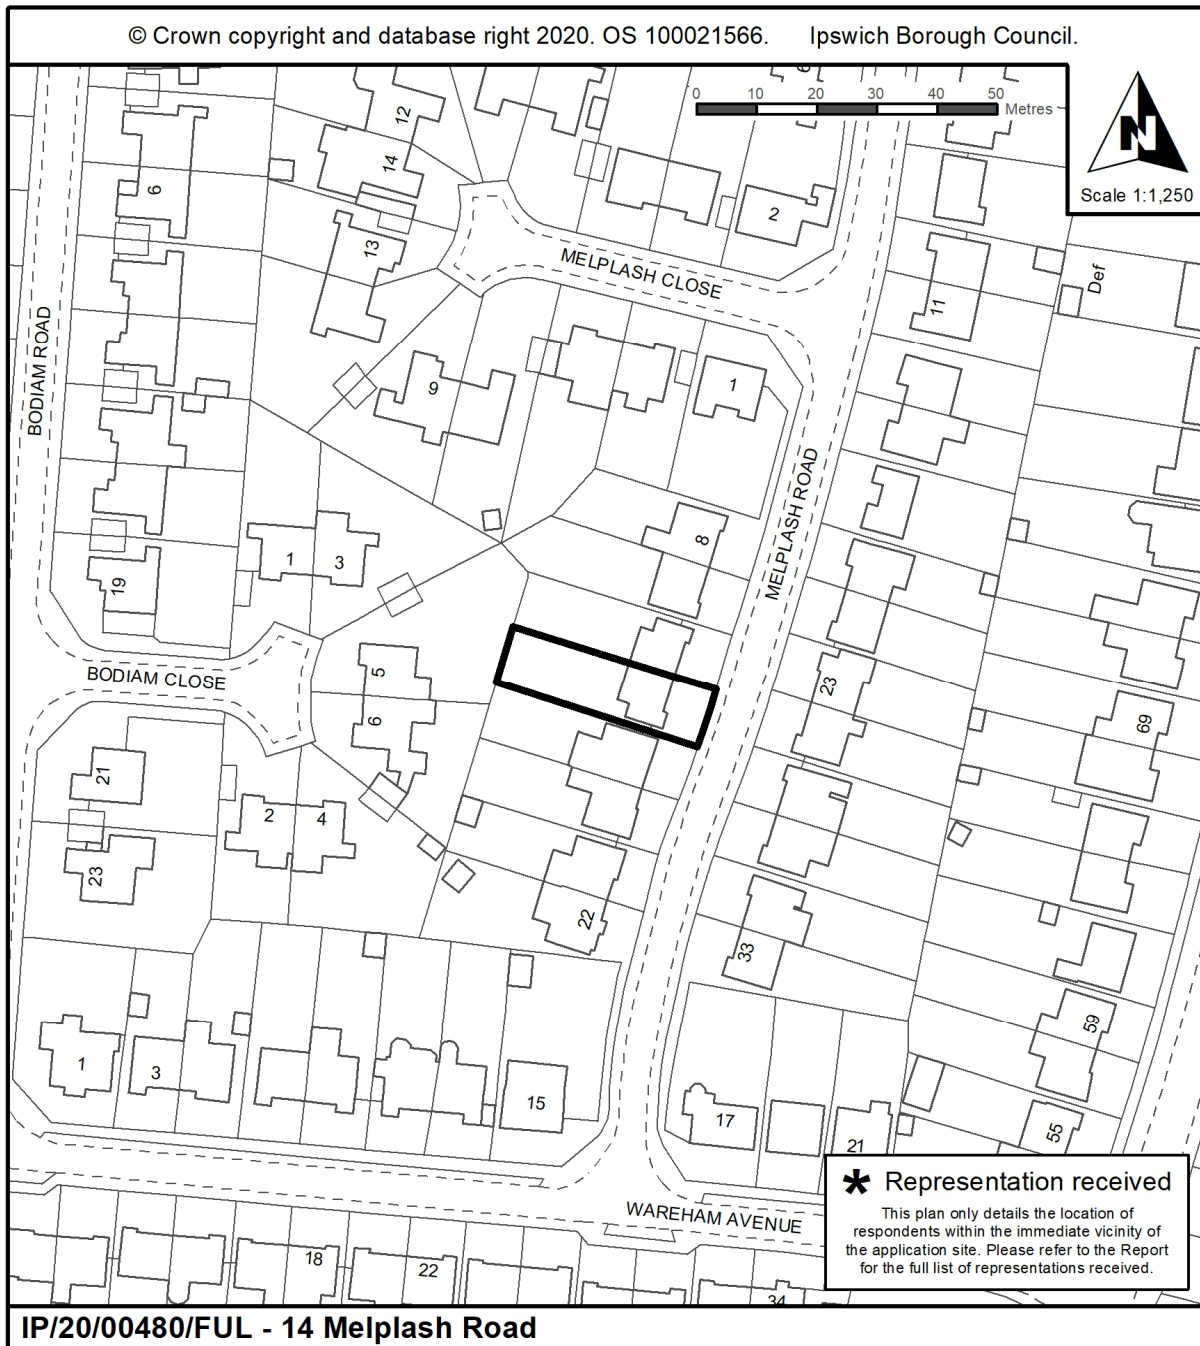 © Crown copyright and database right 2020. OS 100021566. Ipswich Borough Council.
0 10 20 30 40 50
Metres
N
Scale 1:1,250
6
12
14
6
2
13
MELPLASH CLOSE
Def
11
BODIAM ROAD
9
1
MELPLASH ROAD
8
1
3
19
BODIAM CLOSE
5
6
23
69
21
2
4
23
22
33
59
1
3
15
17
21
55
WAREHAM AVENUE
18
22
34
* Representation received
This plan only details the location of
respondents within the immediate vicinity of
the application site. Please refer to the Report
for the full list of representations received.
IP/20/00480/FUL - 14 Melplash Road